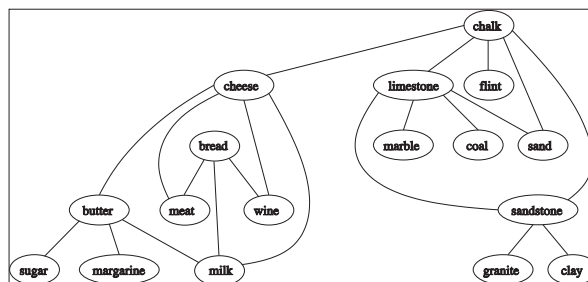 chalk
cheese
limestone
flint
bread
marble
coal
sand
butter
meat
wine
sandstone
sugar
margarine
milk
granite
clay